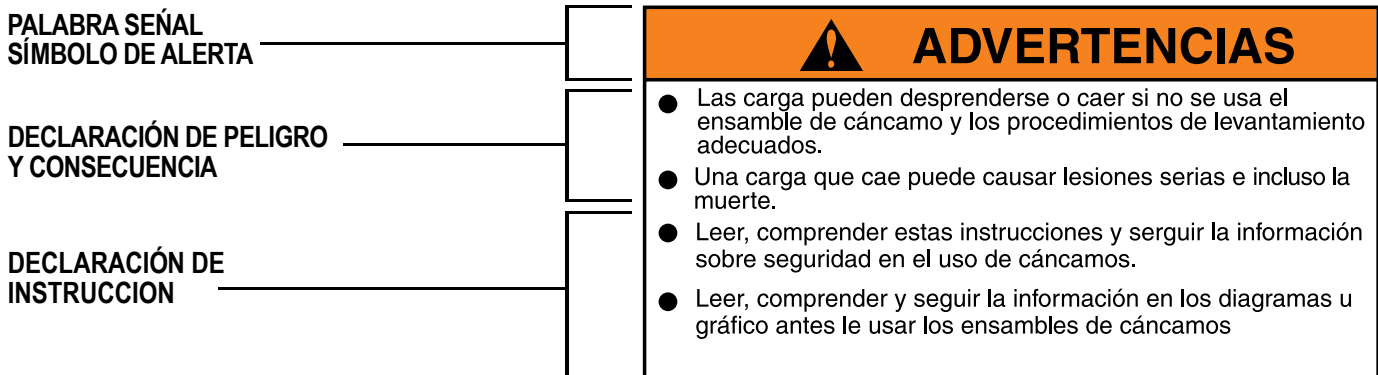 PALABRA SEÑAL
SÍMBOLO DE ALERTA
DECLARACIÓN DE PELIGRO
Y CONSECUENCIA
DECLARACIÓN DE
INSTRUCCION
ADVERTENCIAS
● Las carga pueden desprenderse o caer si no se usa el
ensamble de cáncamo y los procedimientos de levantamiento
adecuados.
● Una carga que cae puede causar lesiones serias e incluso la
muerte.
● Leer, comprender estas instrucciones y serguir la información
sobre seguridad en el uso de cáncamos.
● Leer, comprender y seguir la información en los diagramas u
gráfico antes le usar los ensambles de cáncamos